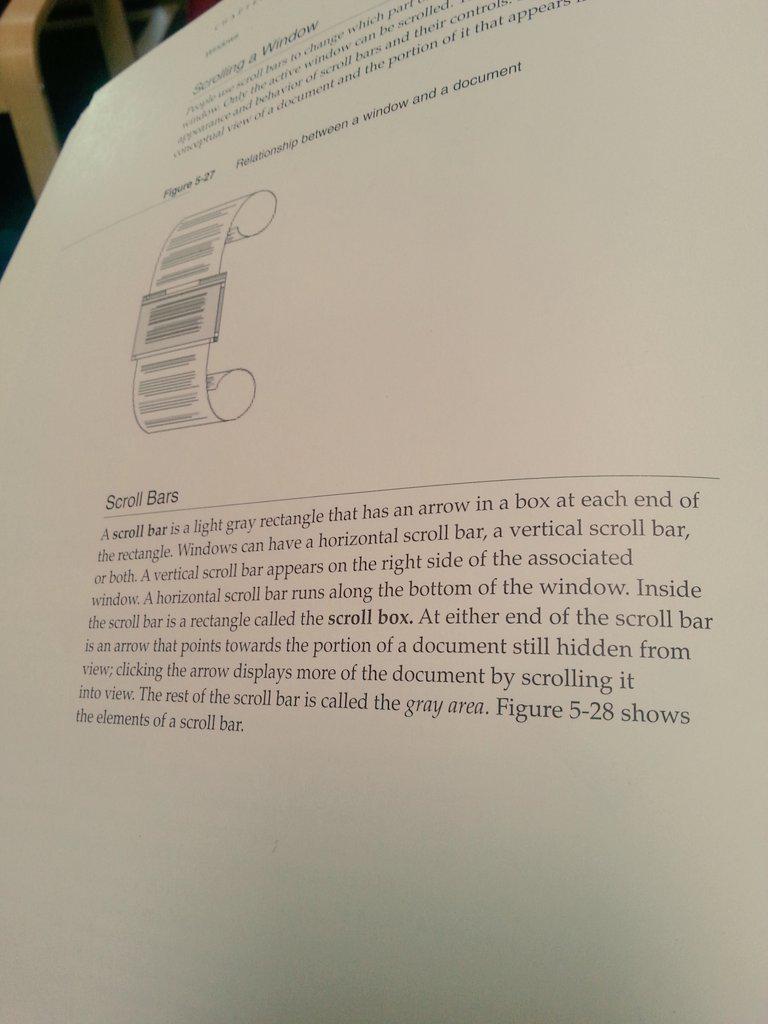 Windows
Scrolling a Window
People use scroll bars to change which part
window. Only the active window can be scrolled.
appearance and behavior of scroll bars and their controls.
conceptual view of a document and the portion of it that appears
Figure 5-27 Relationship between a window and a document
Scroll Bars
A scroll bar is a light gray rectangle that has an arrow in a box at each end of
the rectangle. Windows can have a horizontal scroll bar, a vertical scroll bar,
or both. A vertical scroll bar appears on the right side of the associated
window. A horizontal scroll bar runs along the bottom of the window. Inside
the scroll bar is a rectangle called the scroll box. At either end of the scroll bar
is an arrow that points towards the portion of a document still hidden from
view; clicking the arrow displays more of the document by scrolling it
into view. The rest of the scroll bar is called the gray area. Figure 5-28 shows
the elements of a scroll bar.